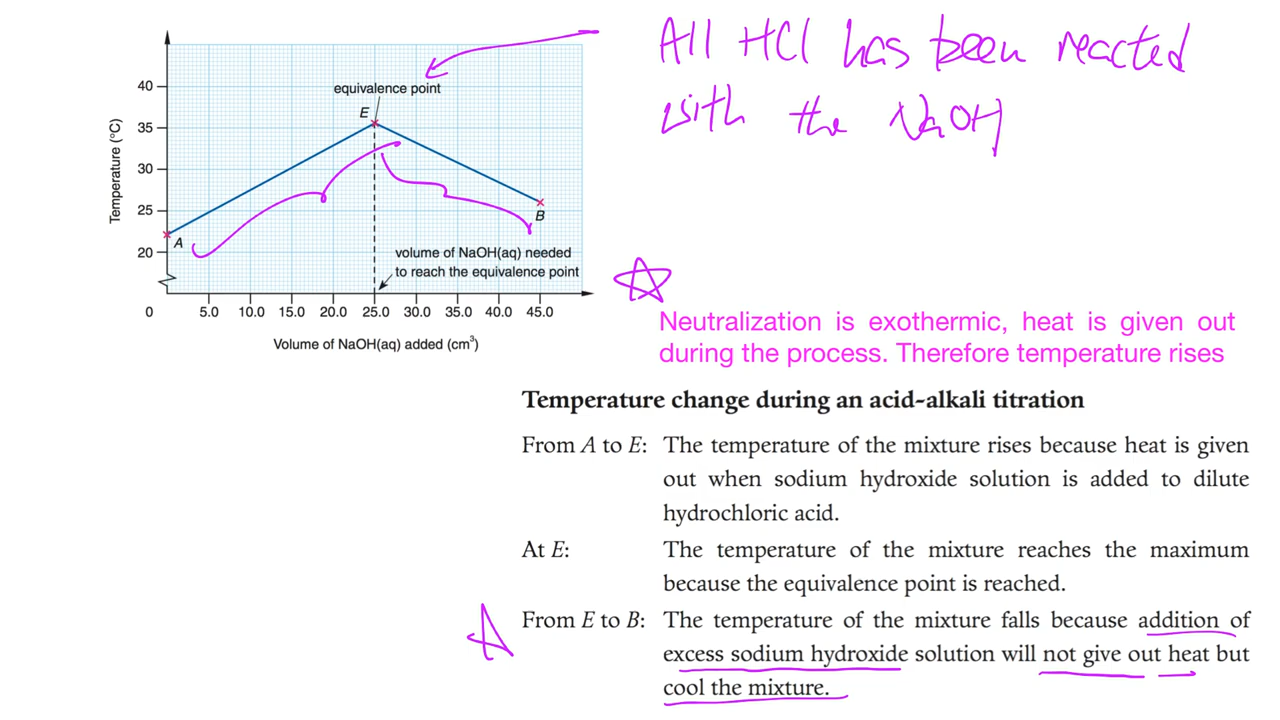 All HCl has been reacted
with the NaOH
40
equivalence point
E
35
Temperature (°C)
30
25
B
A
20
volume of NaOH(aq) needed
to reach the equivalence point
0 5.0 10.0 15.0 20.0 25.0 30.0 35.0 40.0 45.0
Volume of NaOH(aq) added (cm³)
Neutralization is exothermic, heat is given out
during the process. Therefore temperature rises
Temperature change during an acid-alkali titration
From A to E: The temperature of the mixture rises because heat is given
out when sodium hydroxide solution is added to dilute
hydrochloric acid.
At E: The temperature of the mixture reaches the maximum
because the equivalence point is reached.
From E to B: The temperature of the mixture falls because addition of
excess sodium hydroxide solution will not give out heat but
cool the mixture.